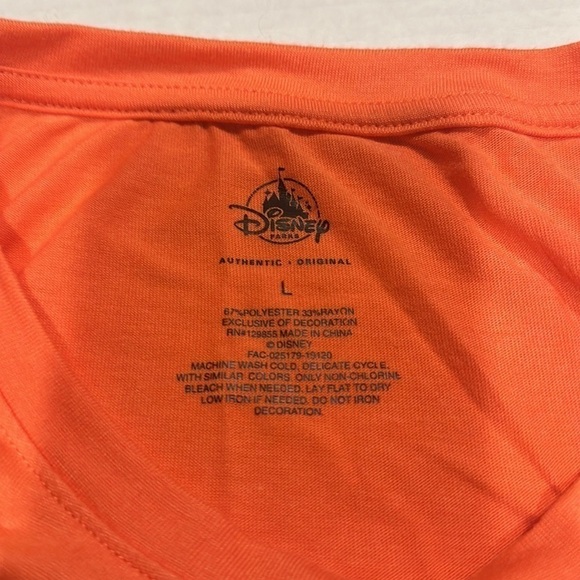 Disney
PARKS
AUTHENTIC • ORIGINAL
L
67%POLYESTER 33%RAYON
EXCLUSIVE OF DECORATION
RN#129855 MADE IN CHINA
© DISNEY
FAC-025179-19120
MACHINE WASH COLD, DELICATE CYCLE,
WITH SIMILAR COLORS. ONLY NON-CHLORINE
BLEACH WHEN NEEDED. LAY FLAT TO DRY
LOW IRON IF NEEDED. DO NOT IRON
DECORATION.